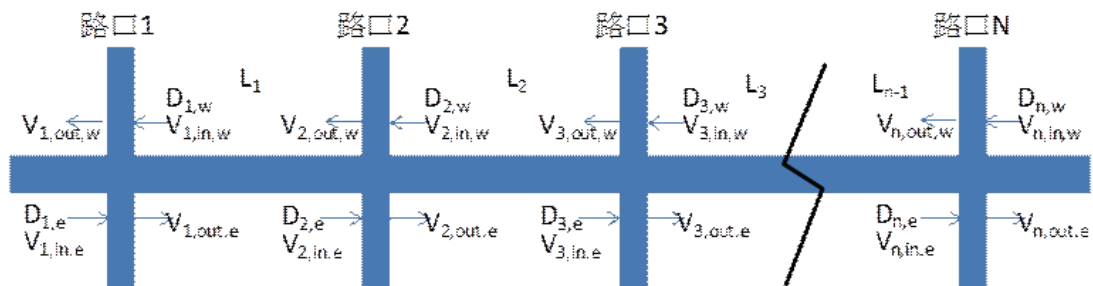 路口1 路口2 路口3 路口N
L₁ L₂ L₃ Lₙ₋₁
D₁,w D₂,w D₃,w Dₙ,w
V₁,out,w V₁,in,w V₂,out,w V₂,in,w V₃,out,w V₃,in,w Vₙ,out,w Vₙ,in,w
D₁,e V₁,out.e D₂,e V₂,out.e D₃,e V₃,out.e Dₙ,e Vₙ,out.e
V₁,in.e V₂,in.e V₃,in.e Vₙ,in.e